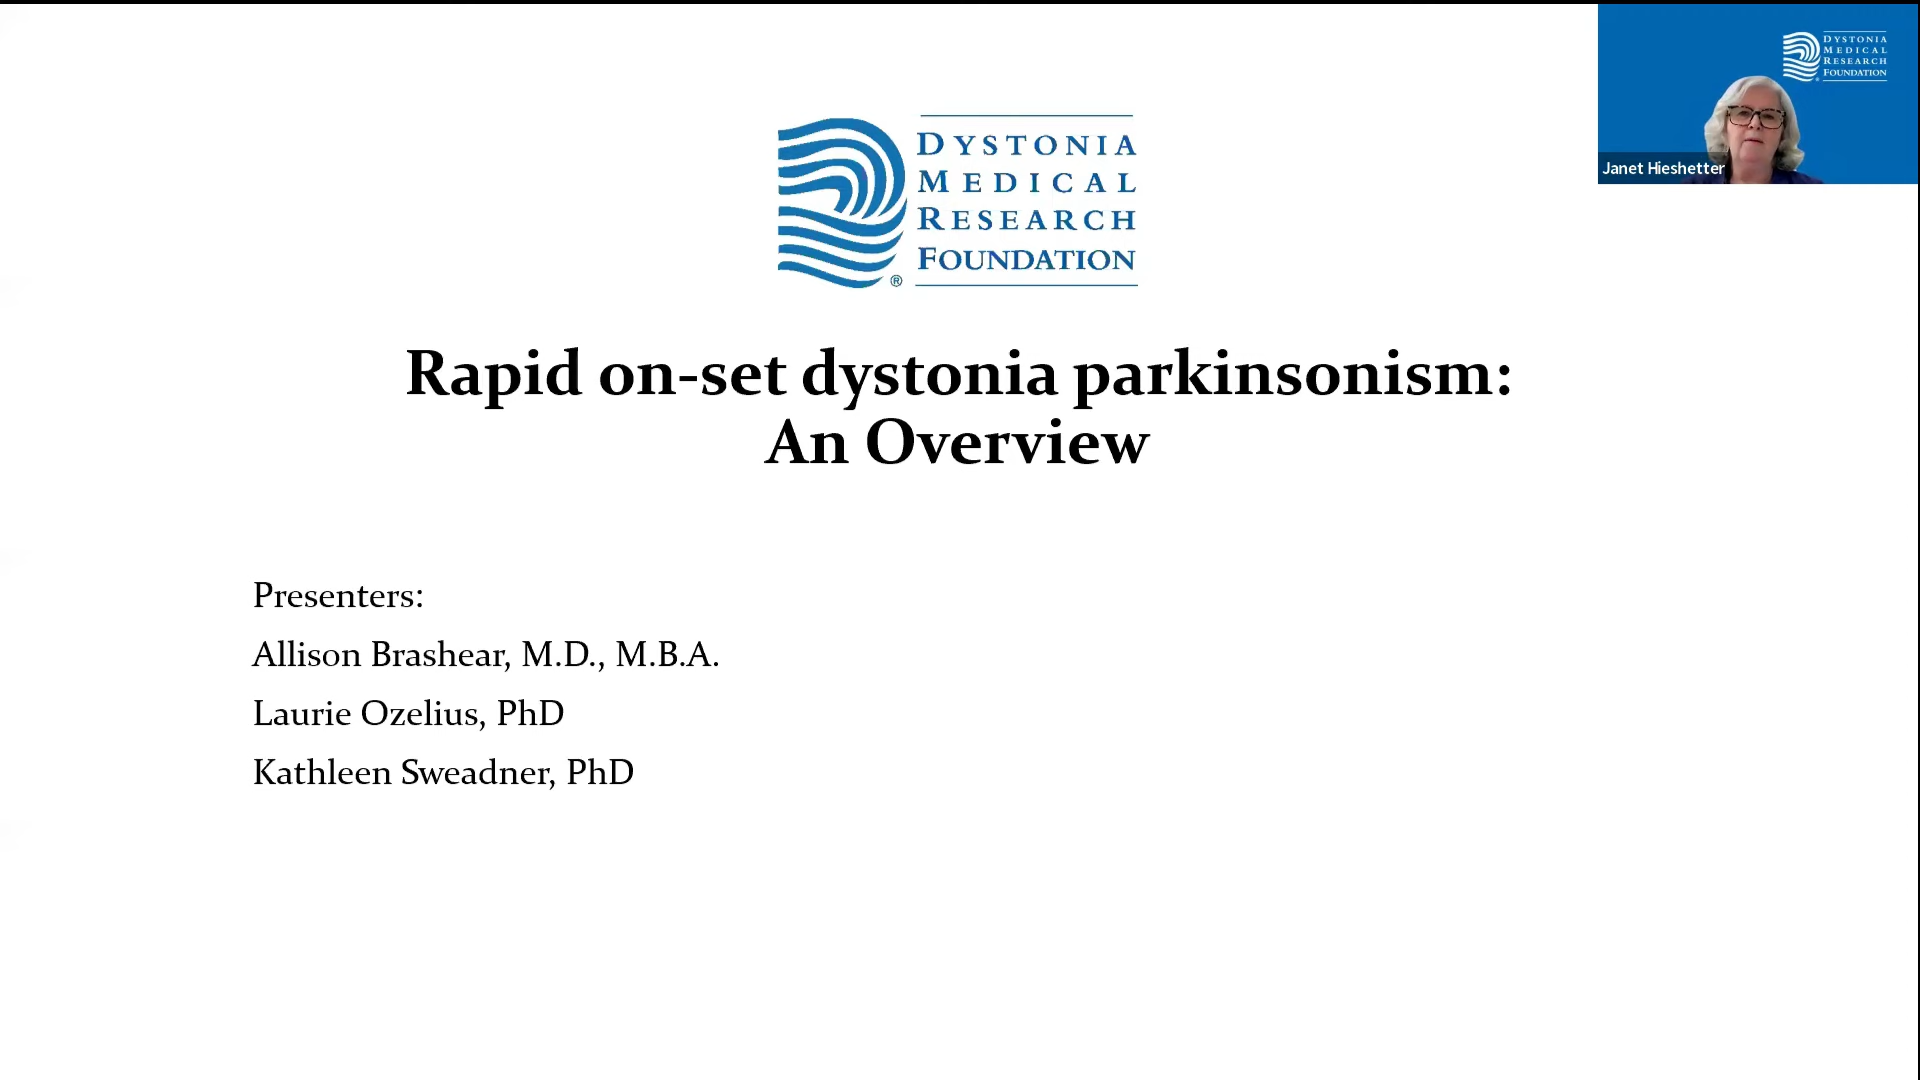 DYSTONIA
MEDICAL
RESEARCH
FOUNDATION
Janet Hieshetter
DYSTONIA
MEDICAL
RESEARCH
FOUNDATION
®
Rapid on-set dystonia parkinsonism:
An Overview
Presenters:
Allison Brashear, M.D., M.B.A.
Laurie Ozelius, PhD
Kathleen Sweadner, PhD